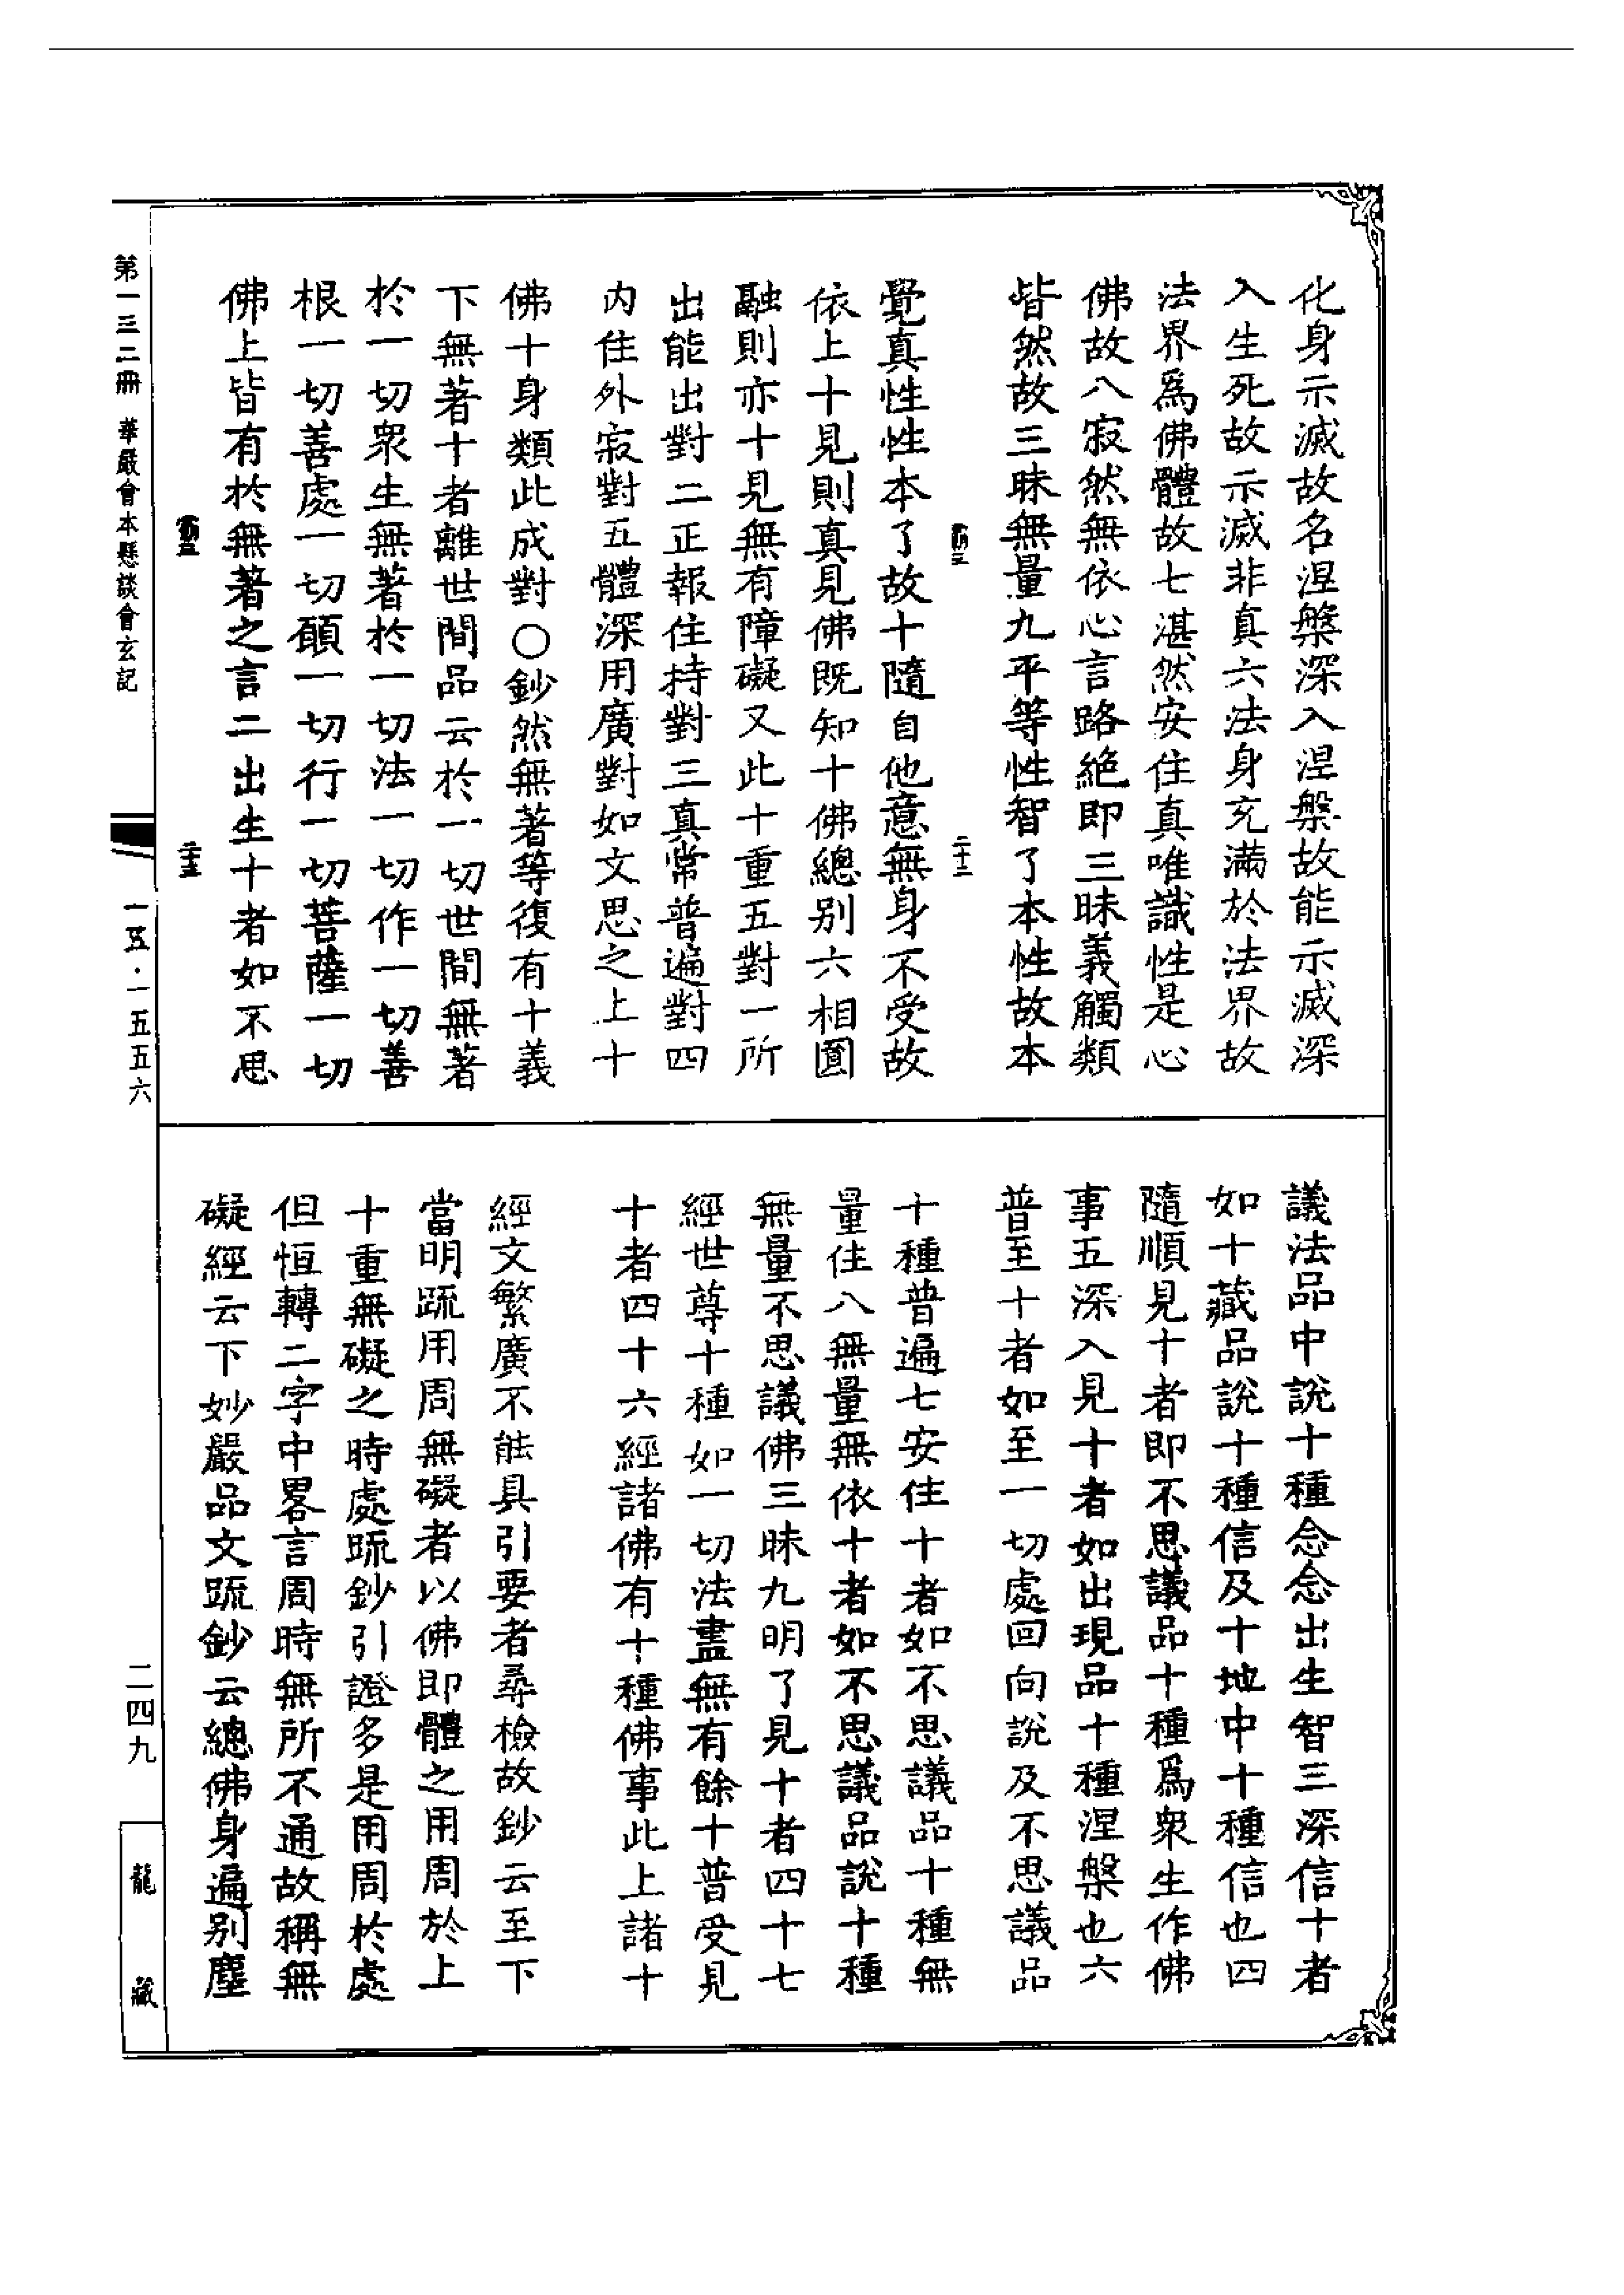 化身示滅故名涅槃深入涅槃故能示滅深
入生死故示滅非真六法身充滿於法界故
法界爲佛體故七湛然安住真唯識性是心
佛故八寂然無依心言路絶即三昧義觸類
皆然故三昧無量九平等性智了本性故本
二十二
覺真性性本了故十隨自他意無身不受故
依上十見則真見佛既知十佛總别六相圓
融則亦十見無有障礙又此十重五對一所
出能出對二正報住持對三真常普遍對四
内住外寂對五體深用廣對如文思之上十
佛十身類此成對〇鈔然無著等復有十義
下無著十者離世間品云於一切世間無著
於一切衆生無著於一切法一切作一切善
根一切善處一切願一切行一切菩薩一切
佛上皆有於無著之言二出生十者如不思
二十三
議法品中說十種念念出生智三深信十者
如十藏品說十種信及十地中十種信也四
隨順見十者即不思議品十種爲衆生作佛
事五深入見十者如出現品十種涅槃也六
普至十者如至一切處回向說及不思議品
十種普遍七安住十者如不思議品十種無
量住八無量無依十者如不思議品說十種
無量不思議佛三昧九明了見十者四十七
經世尊十種如一切法盡無有餘十普受見
十者四十六經諸佛有十種佛事此上諸十
經文繁廣不能具引要者尋檢故鈔云至下
當明䟽用周無礙者以佛即體之用用周於上
十重無礙之時處䟽鈔引證多是用周於處
但恒轉二字中畧言周時無所不通故稱無
礙經云下妙嚴品文䟽鈔云總佛身遍别塵
第一三二冊 華嚴會本懸談會玄記
一五·一五五六
二四九
龍藏